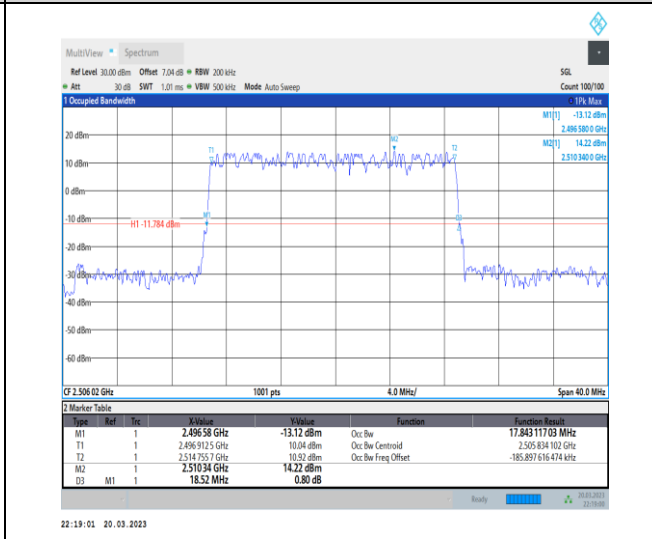 MultiView Spectrum
Ref Level 30.00 dBm Offset 7.04 dB RBW 200 kHz SGL
Att 30 dB SWT 1.01 ms VBW 500 kHz Mode Auto Sweep Count 100/100
1 Occupied Bandwidth 1Pk Max
M1[1] -13.12 dBm
2.496 580 0 GHz
M2[1] 14.22 dBm
2.510 340 0 GHz
20 dBm
T1
M2
T2
10 dBm
0 dBm
-10 dBm
M1
D3
H1 -11.784 dBm
-20 dBm
-30 dBm
-40 dBm
-50 dBm
-60 dBm
CF 2.506 02 GHz 1001 pts 4.0 MHz/ Span 40.0 MHz
2 Marker Table
Type Ref Trc X-Value Y-Value Function Function Result
M1 1 2.496 58 GHz -13.12 dBm Occ Bw 17.843 117 03 MHz
T1 1 2.496 912 5 GHz 10.04 dBm Occ Bw Centroid 2.505 834 102 GHz
T2 1 2.514 755 7 GHz 10.92 dBm Occ Bw Freq Offset -185.897 616 474 kHz
M2 1 2.510 34 GHz 14.22 dBm
D3 M1 1 18.52 MHz 0.80 dB
Ready 20.03.2023
22:19:00
22:19:01 20.03.2023